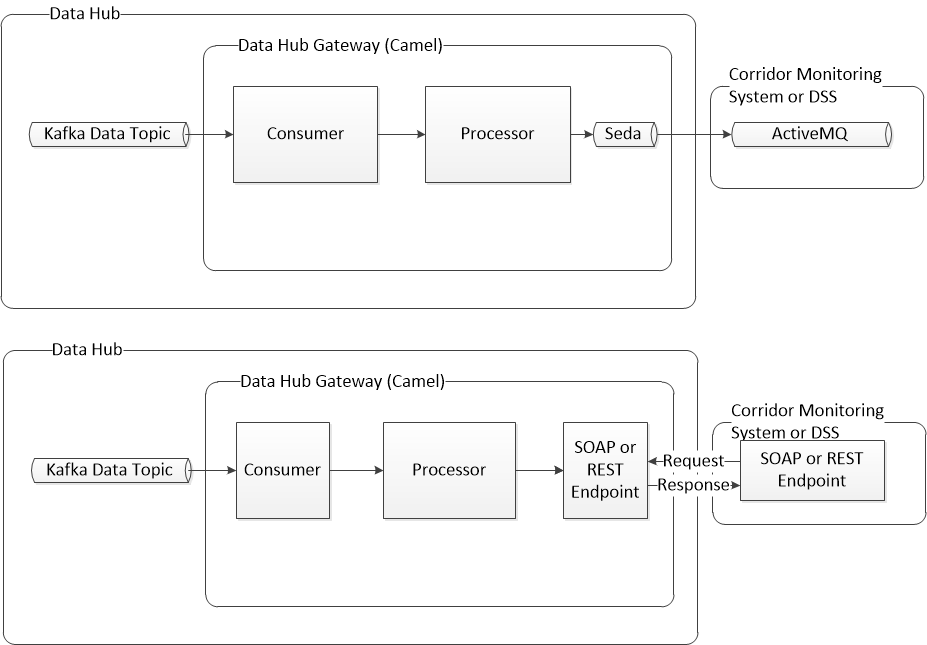 Data Hub
Data Hub Gateway (Camel)
Corridor Monitoring
System or DSS
Kafka Data Topic
Consumer
Processor
Seda
ActiveMQ
Data Hub
Data Hub Gateway (Camel)
Corridor Monitoring
System or DSS
Kafka Data Topic
Consumer
Processor
SOAP or
REST
Endpoint
Request
Response
SOAP or REST
Endpoint